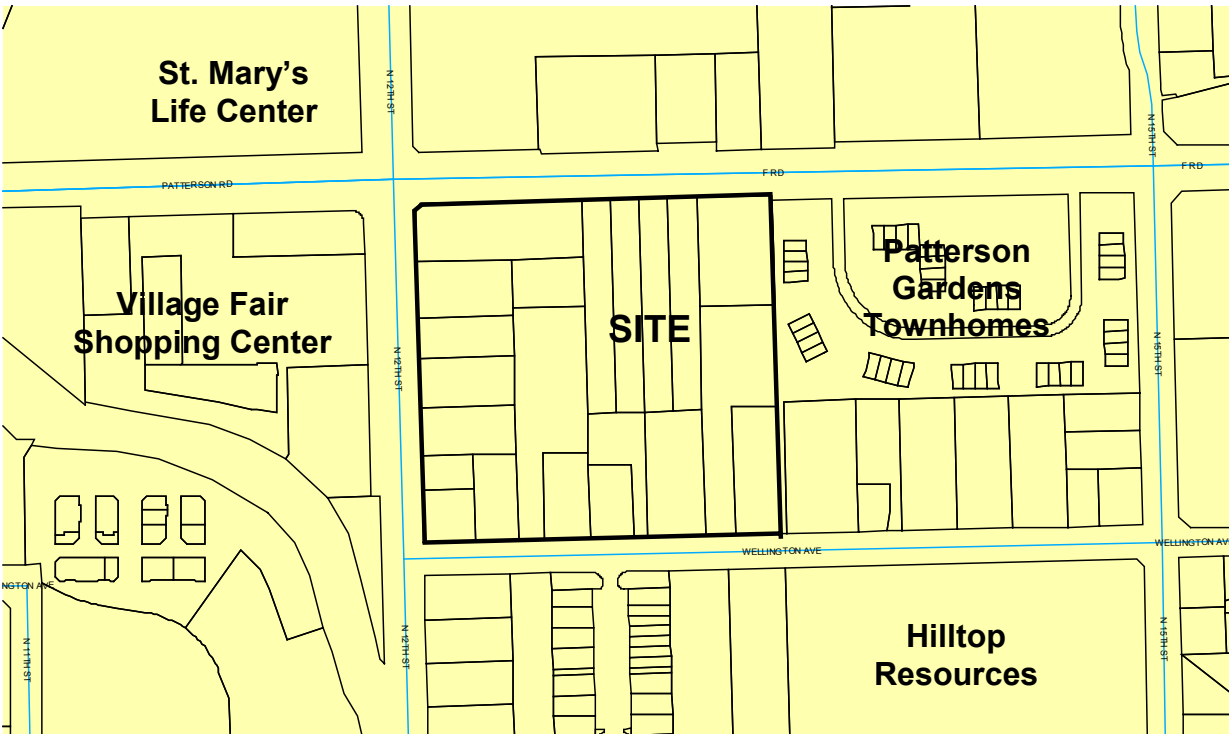 St. Mary's
Life Center
N 12TH ST
N 15TH ST
PATTERSON RD
F RD
F RD
Village Fair
Shopping Center
N 12TH ST
SITE
Patterson
Gardens
Townhomes
N 15TH ST
WELLINGTON AVE
WELLINGTON AV
NGTON AVE
N 11TH ST
N 12TH ST
Hilltop
Resources
N 15TH ST